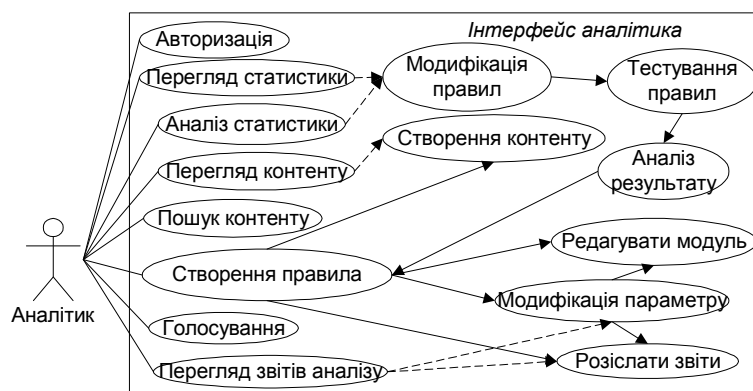 Інтерфейс аналітика
Авторизація
Перегляд статистики
Аналіз статистики
Перегляд контенту
Пошук контенту
Створення правила
Голосування
Перегляд звітів аналізу
Модифікація
правил
Тестування
правил
Створення контенту
Аналіз
результату
Редагувати модуль
Модифікація параметру
Розіслати звіти
Аналітик